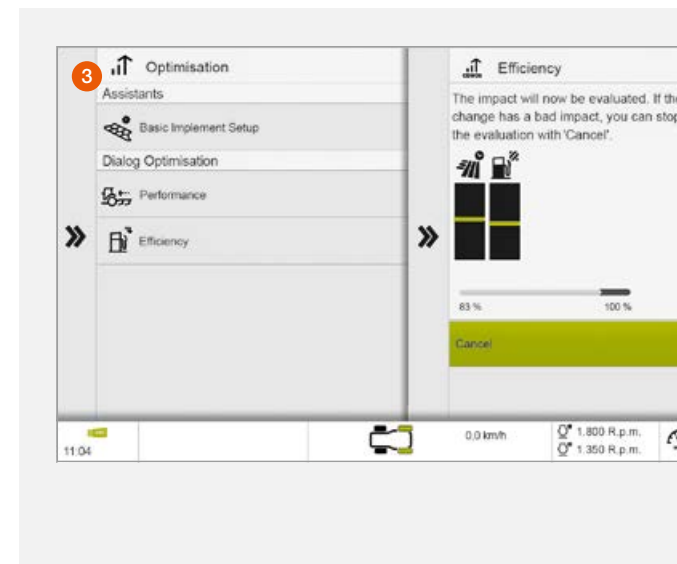 3
Optimisation
Assistants
Basic Implement Setup
Dialog Optimisation
Performance
Efficiency
Efficiency
The impact will now be evaluated. If the
change has a bad impact, you can stop
the evaluation with 'Cancel'.
83 % 100 %
Cancel
11:04
0,0 km/h
1.800 R.p.m.
1.350 R.p.m.